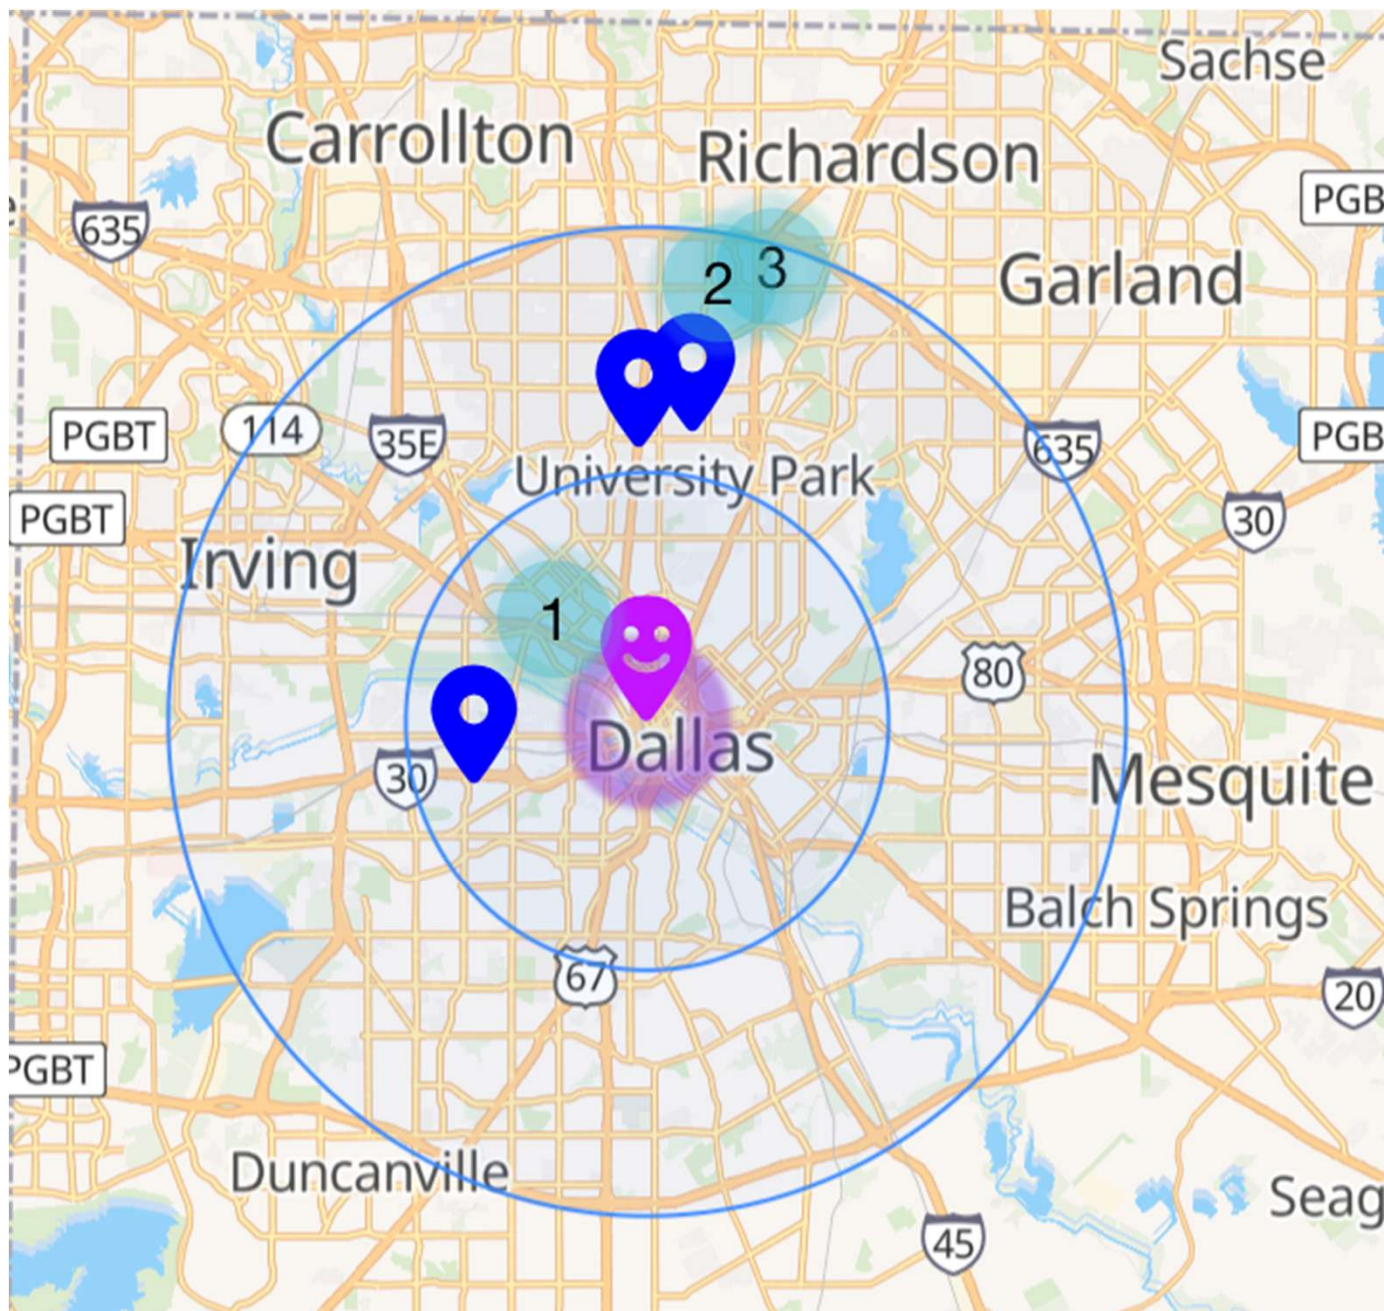 Sachse
Carrollton
Richardson
PGB
635
3
2
Garland
114
PGBT
35E
PGB
635
University Park
PGBT
30
Irving
1
80
Dallas
30
Mesquite
Balch Springs
67
20
PGBT
Duncanville
Seag
45